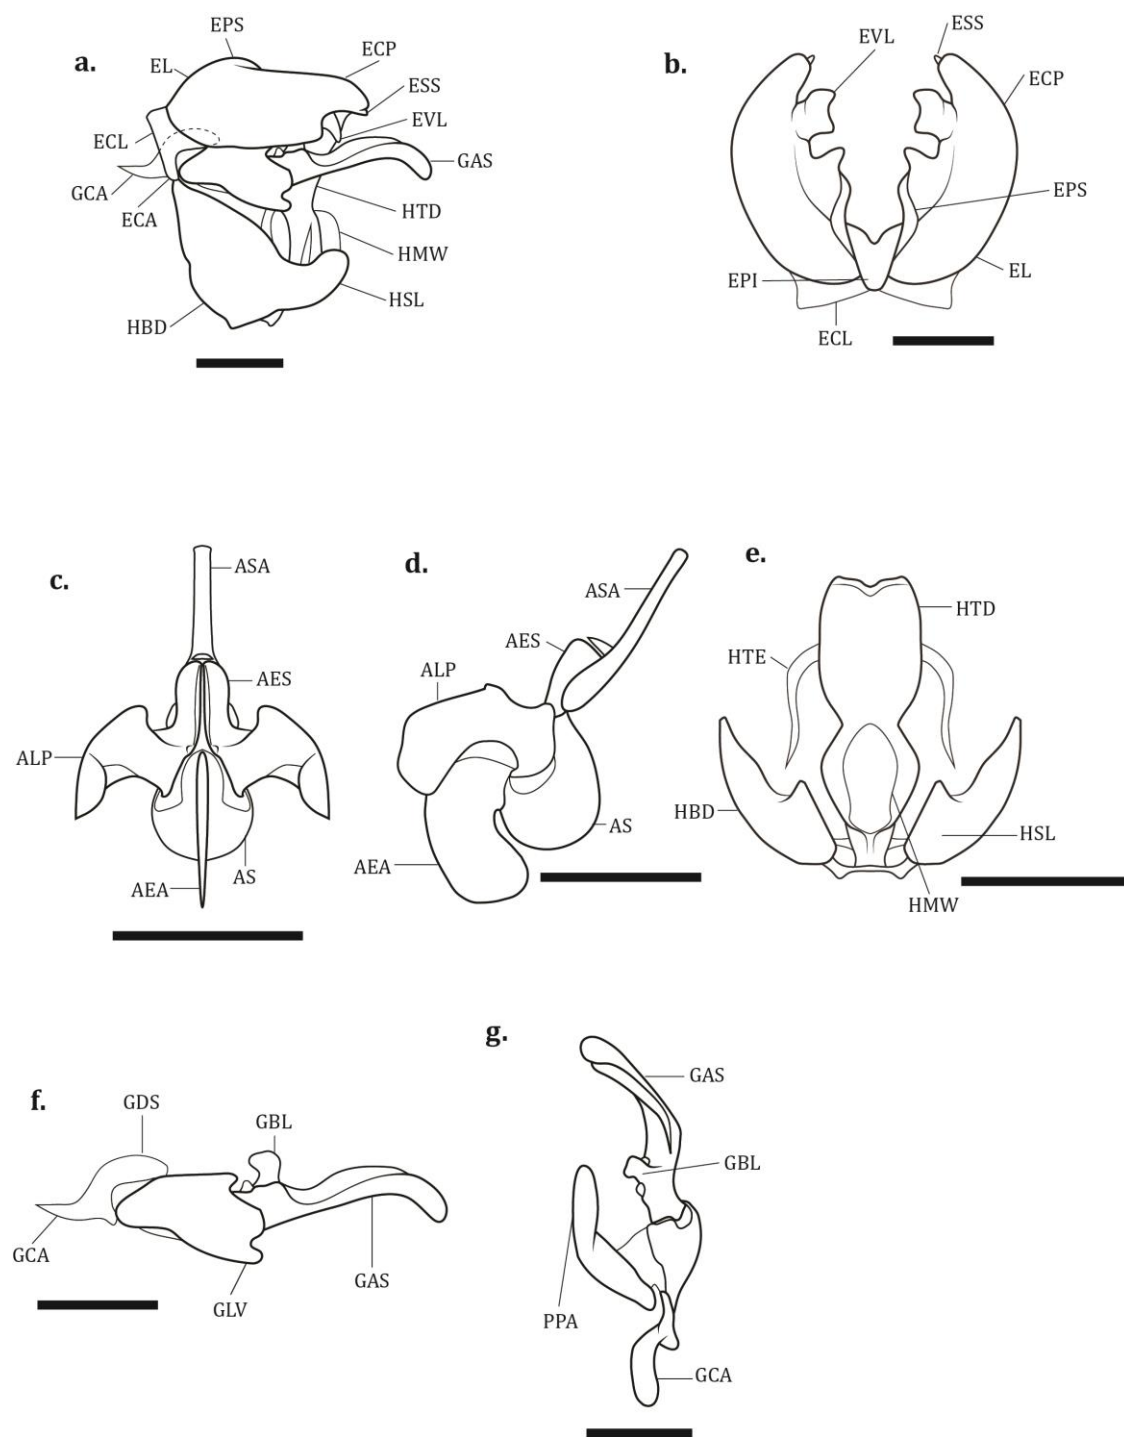 a.
EPS
EL
ECP
ESS
EVL
GAS
ECL
GCA
ECA
HTD
HMW
HSL
HBD
b.
EVL
ESS
ECP
EPS
EL
EPI
ECL
c.
ASA
AES
ALP
AEA
AS
d.
ASA
AES
ALP
AS
AEA
e.
HTD
HTE
HBD
HSL
HMW
f.
GDS
GBL
GCA
GLV
GAS
g.
GAS
GBL
PPA
GCA